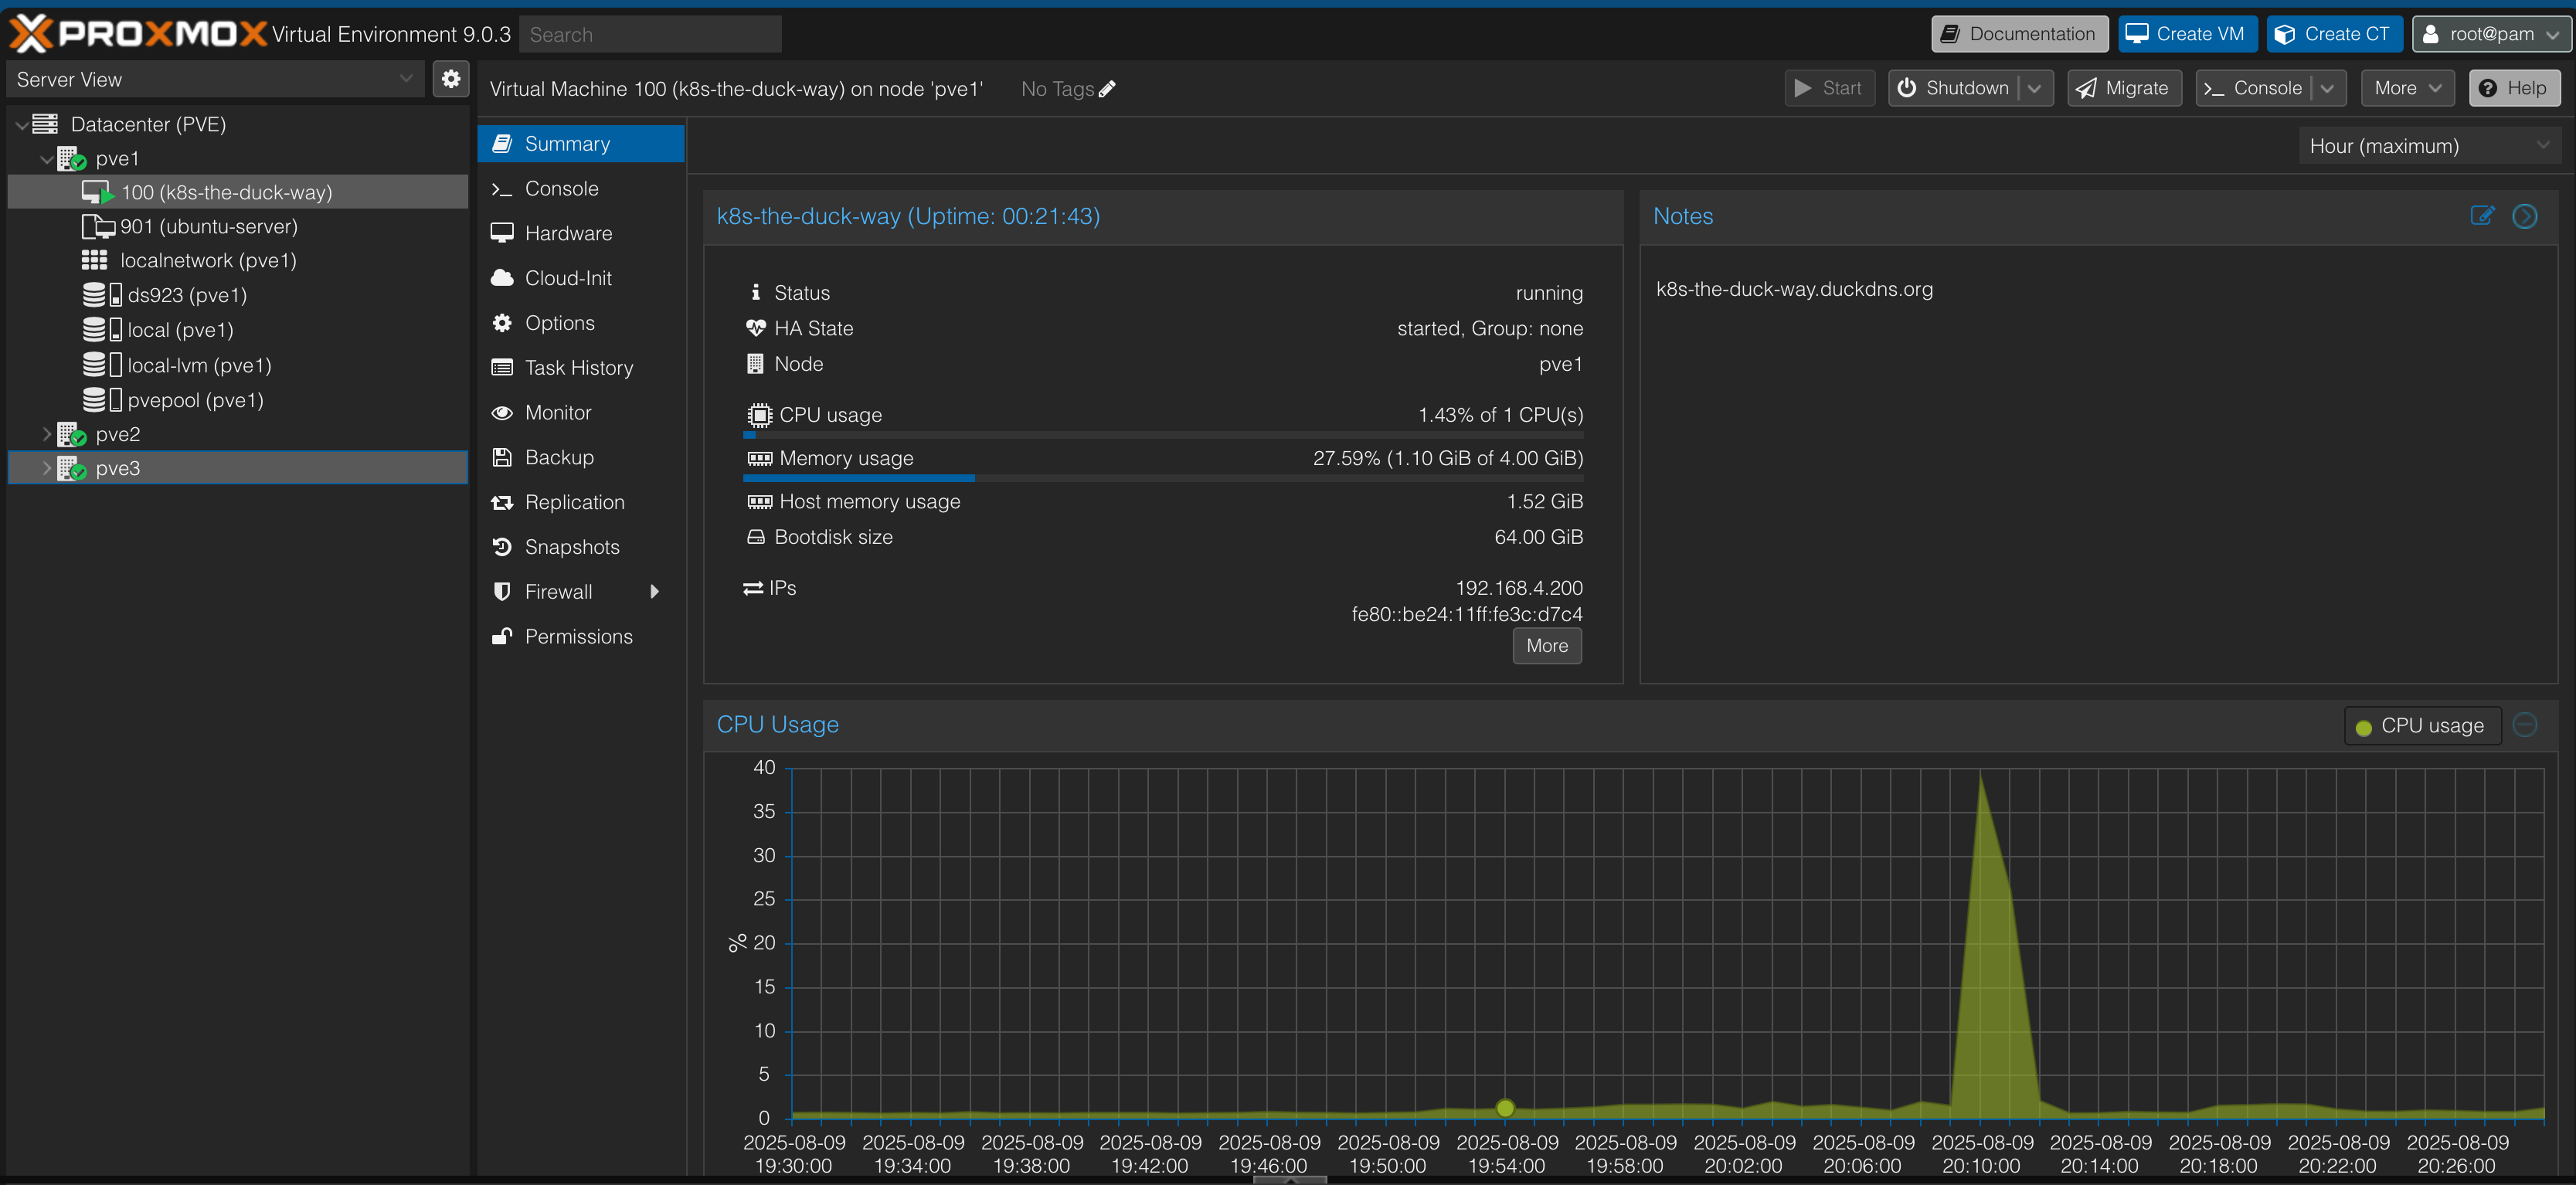 PROXMOX Virtual Environment 9.0.3 Search Documentation Create VM Create CT root@pam
Server View
Datacenter (PVE)
pve1
100 (k8s-the-duck-way)
901 (ubuntu-server)
localnetwork (pve1)
ds923 (pve1)
local (pve1)
local-lvm (pve1)
pvepool (pve1)
pve2
pve3
Virtual Machine 100 (k8s-the-duck-way) on node 'pve1' No Tags Start Shutdown Migrate Console More Help
Summary
Console
Hardware
Cloud-Init
Options
Task History
Monitor
Backup
Replication
Snapshots
Firewall
Permissions
Hour (maximum)
k8s-the-duck-way (Uptime: 00:21:43)
Status running
HA State started, Group: none
Node pve1
CPU usage 1.43% of 1 CPU(s)
Memory usage 27.59% (1.10 GiB of 4.00 GiB)
Host memory usage 1.52 GiB
Bootdisk size 64.00 GiB
IPs 192.168.4.200
fe80::be24:11ff:fe3c:d7c4
More
Notes
k8s-the-duck-way.duckdns.org
CPU Usage CPU usage
40
35
30
25
% 20
15
10
5
0
2025-08-09 2025-08-09 2025-08-09 2025-08-09 2025-08-09 2025-08-09 2025-08-09 2025-08-09 2025-08-09 2025-08-09 2025-08-09 2025-08-09 2025-08-09 2025-08-09 2025-08-09
19:30:00 19:34:00 19:38:00 19:42:00 19:46:00 19:50:00 19:54:00 19:58:00 20:02:00 20:06:00 20:10:00 20:14:00 20:18:00 20:22:00 20:26:00